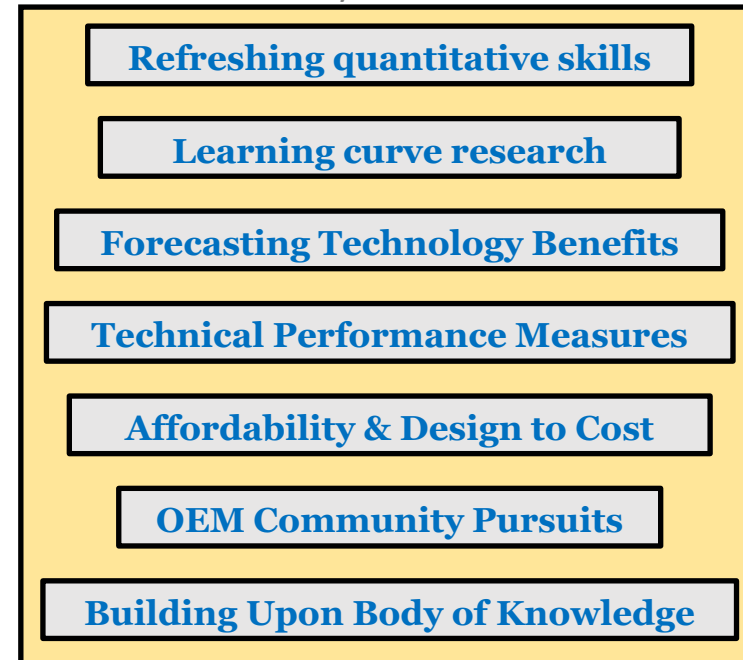 Refreshing quantitative skills
Learning curve research
Forecasting Technology Benefits
Technical Performance Measures
Affordability & Design to Cost
OEM Community Pursuits
Building Upon Body of Knowledge